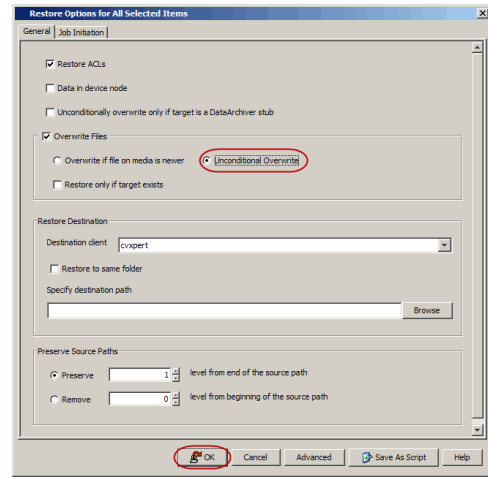 Restore Options for All Selected Items
General Job Initiation
Restore ACLs
Data in device node
Unconditionally overwrite only if target is a DataArchiver stub
Overwrite Files
Overwrite if file on media is newer Unconditional Overwrite
Restore only if target exists
Restore Destination
Destination client cvxpert
Restore to same folder
Specify destination path
Browse
Preserve Source Paths
Preserve 1 level from end of the source path
Remove 0 level from beginning of the source path
OK Cancel Advanced Save As Script Help